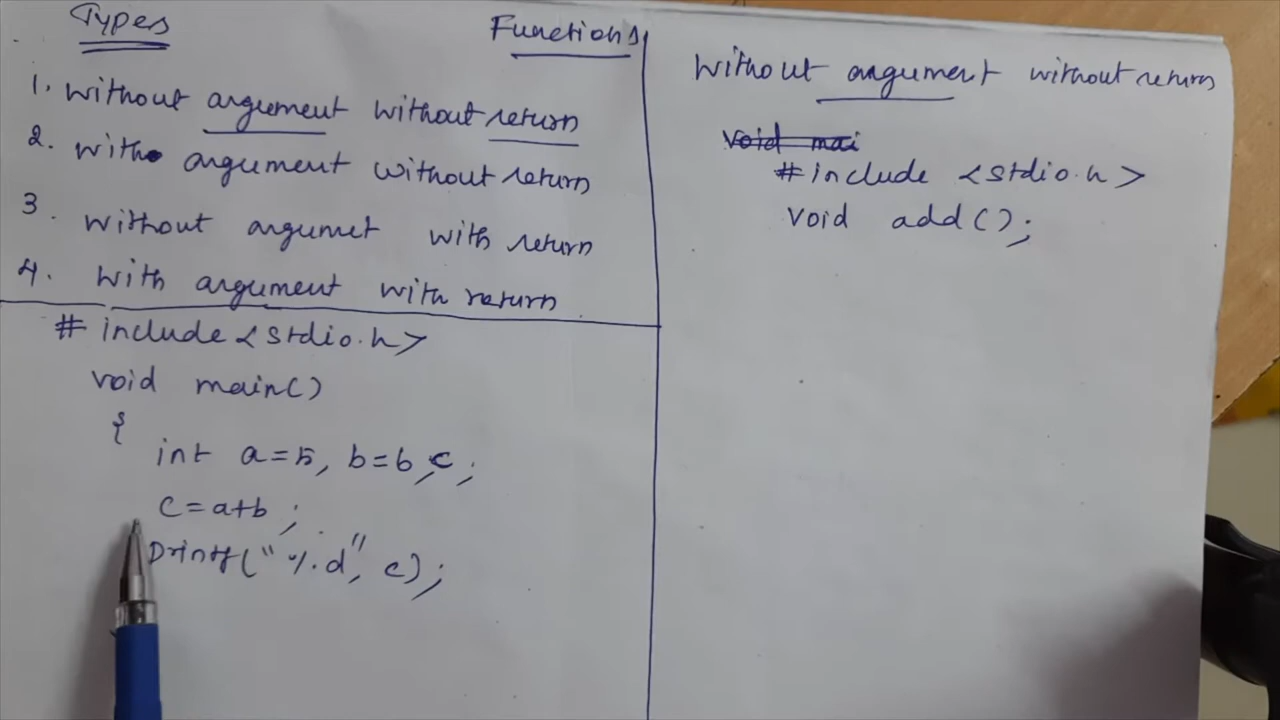 Types
Functions
1. Without argument without return
2. with argument without return
3. without argumet with return
4. With argument with return
# include <stdio.h>
void main()
{
int a=5, b=6, c;
c=a+b;
printf("%d", c);
Without argument without return
void mai
#include <stdio.h>
void add();